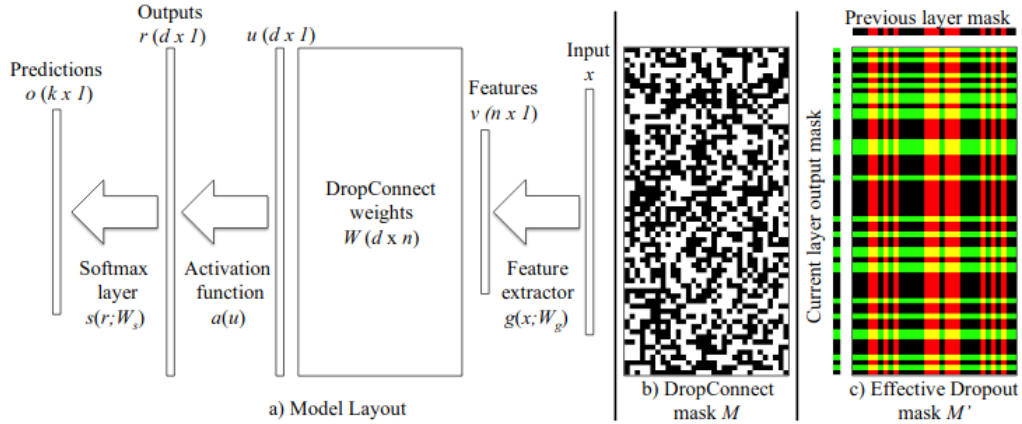 Outputs
r (d x 1)
u (d x 1)
Predictions
o (k x 1)
Features
v (n x 1)
Input
x
DropConnect
weights
W (d x n)
Softmax
layer
s(r;Ws)
Activation
function
a(u)
Feature
extractor
g(x;Wg)
a) Model Layout
b) DropConnect
mask M
Previous layer mask
Current layer output mask
c) Effective Dropout
mask M'